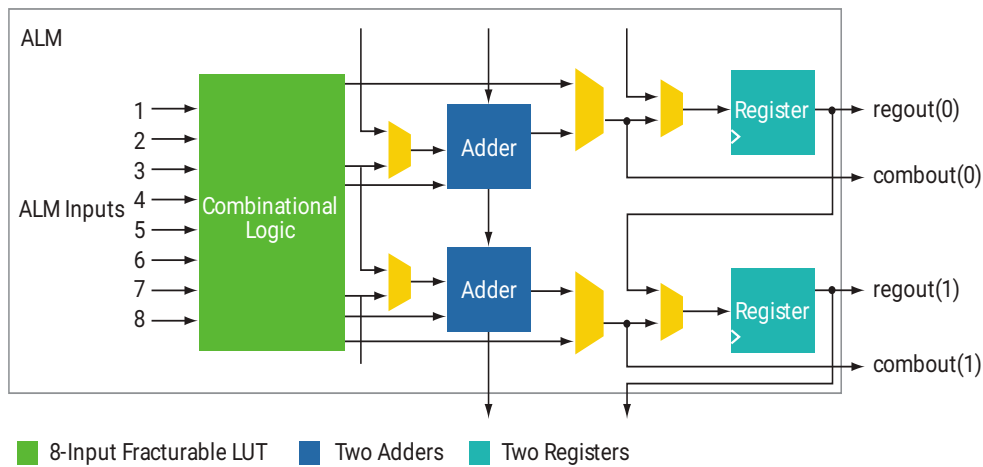 ALM
ALM Inputs
1
2
3
4
5
6
7
8
Combinational
Logic
Adder
Adder
Register
Register
regout(0)
combout(0)
regout(1)
combout(1)
8-Input Fracturable LUT
Two Adders
Two Registers